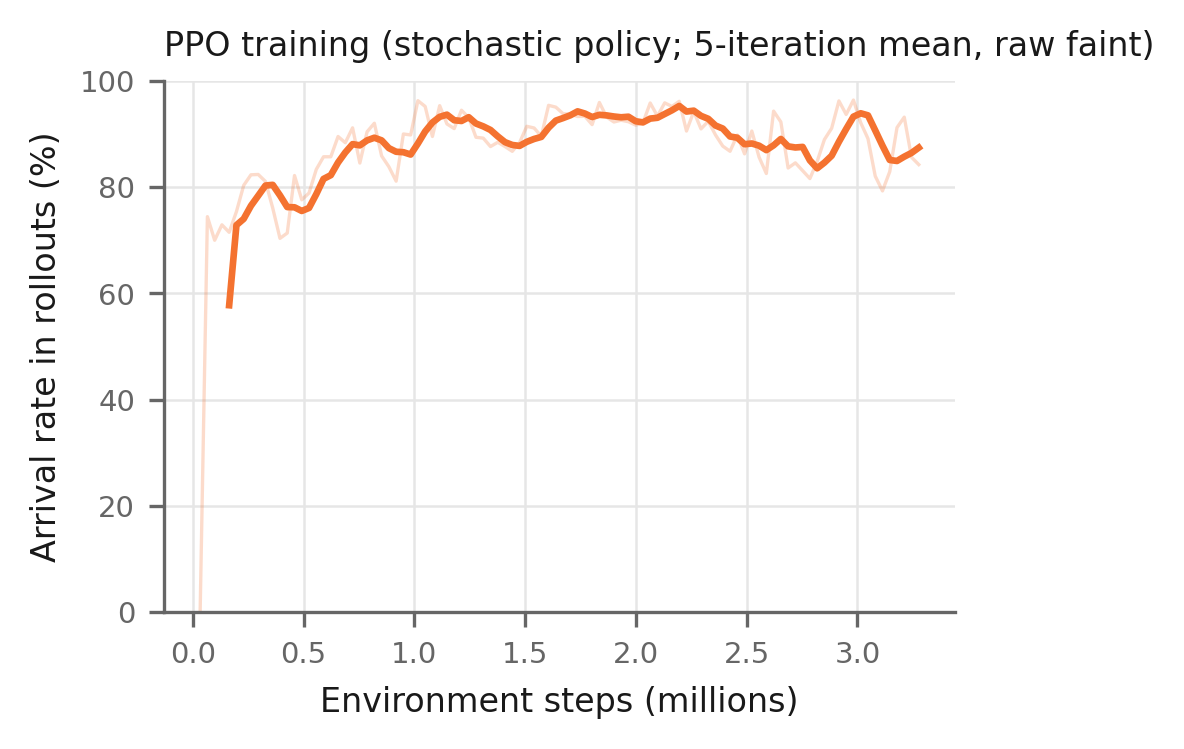 PPO training (stochastic policy; 5-iteration mean, raw faint)
Arrival rate in rollouts (%)
100
80
60
40
20
0
0.0 0.5 1.0 1.5 2.0 2.5 3.0
Environment steps (millions)